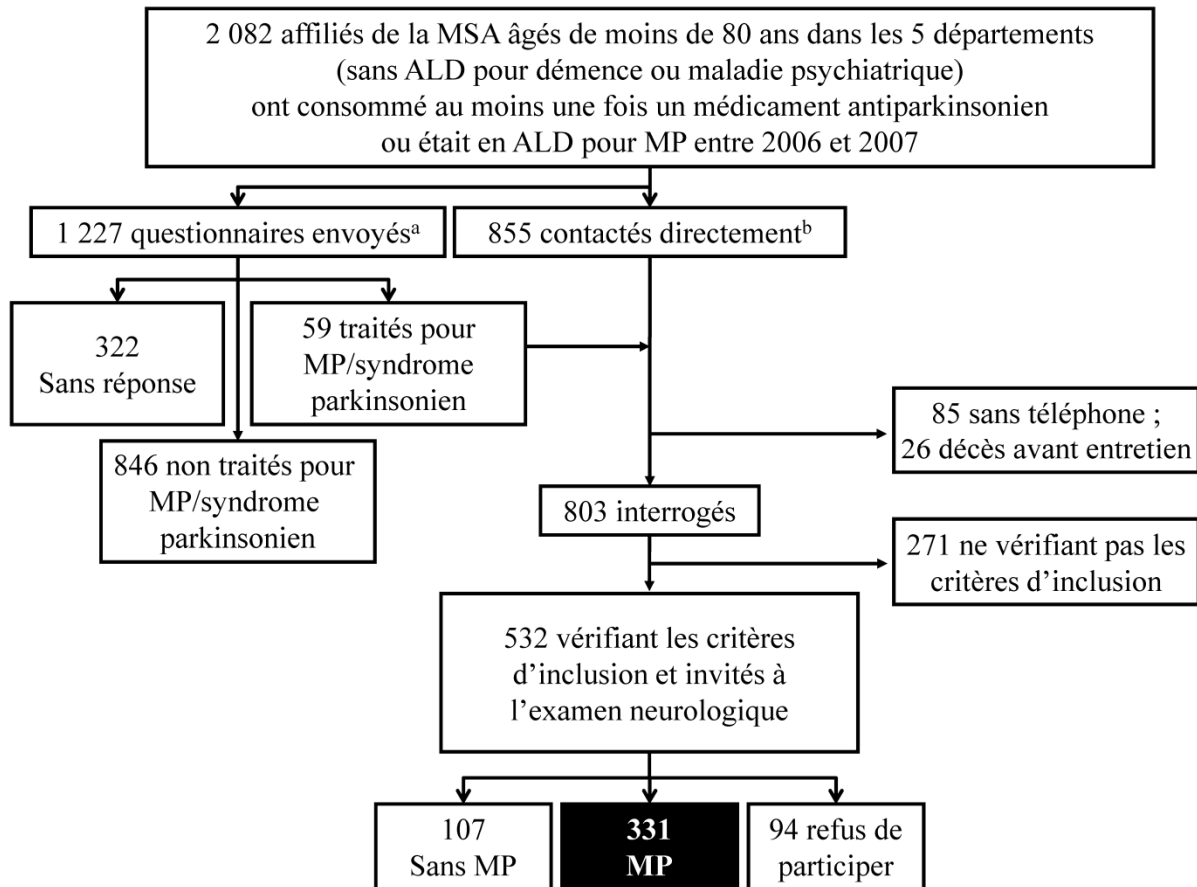 2 082 affiliés de la MSA âgés de moins de 80 ans dans les 5 départements
(sans ALD pour démence ou maladie psychiatrique)
ont consommé au moins une fois un médicament antiparkinsonien
ou était en ALD pour MP entre 2006 et 2007
1 227 questionnaires envoyésᵃ
855 contactés directementᵇ
322
Sans réponse
59 traités pour
MP/syndrome
parkinsonien
85 sans téléphone ;
26 décès avant entretien
846 non traités pour
MP/syndrome
parkinsonien
803 interrogés
271 ne vérifiant pas les
critères d’inclusion
532 vérifiant les critères
d’inclusion et invités à
l’examen neurologique
107
Sans MP
331
MP
94 refus de
participer